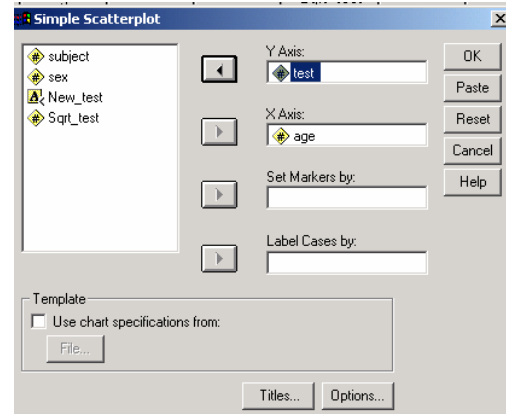 Simple Scatterplot
subject
sex
New_test
Sqrt_test
Y Axis:
test
X Axis:
age
Set Markers by:
Label Cases by:
OK
Paste
Reset
Cancel
Help
Template
Use chart specifications from:
File...
Titles...
Options...